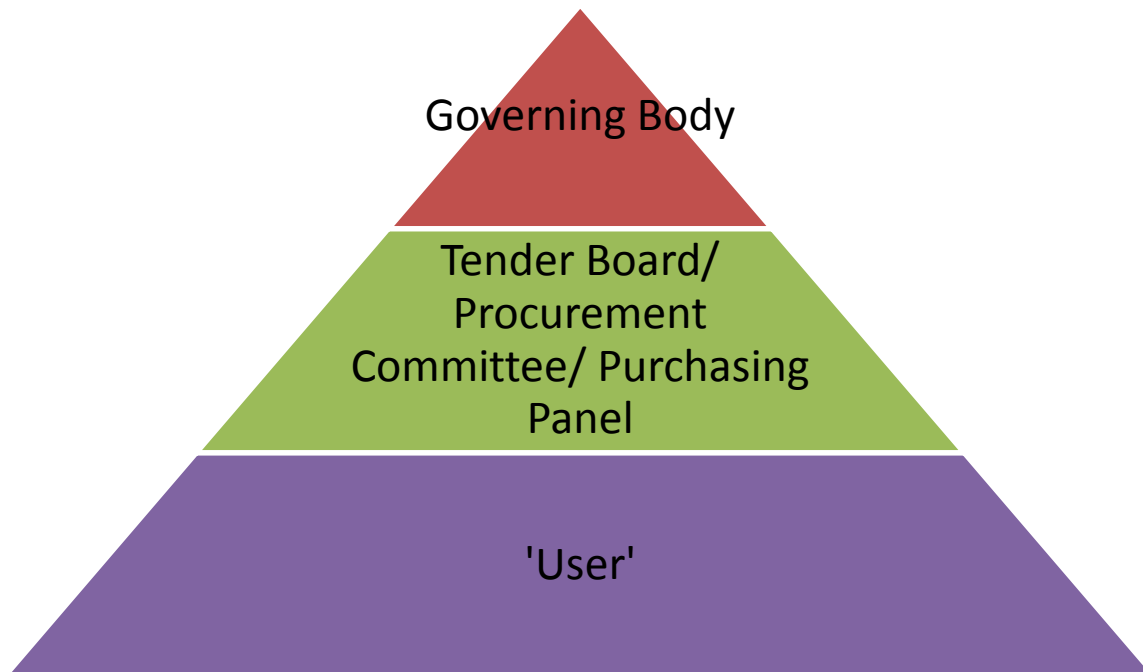 Governing Body
Tender Board/
Procurement
Committee/ Purchasing
Panel
'User'